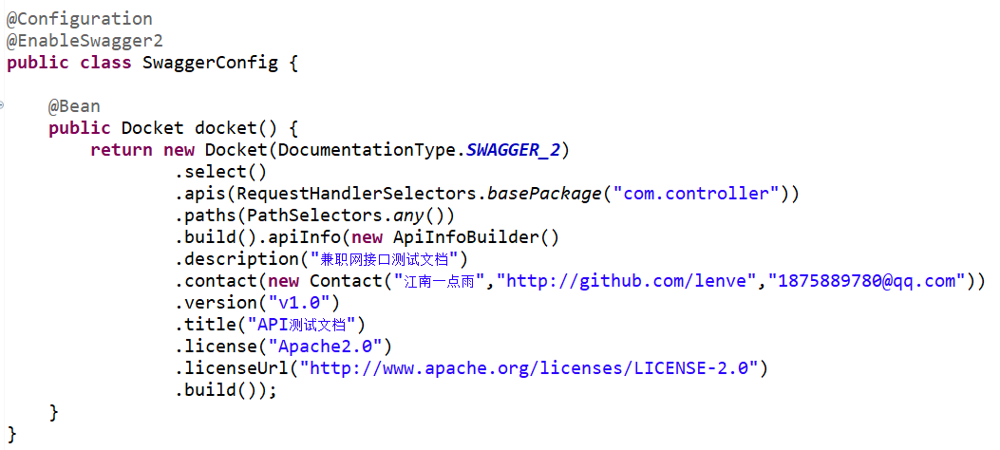 @Configuration
@EnableSwagger2
public class SwaggerConfig {
    @Bean
    public Docket docket() {
        return new Docket(DocumentationType.SWAGGER_2)
                .select()
                .apis(RequestHandlerSelectors.basePackage("com.controller"))
                .paths(PathSelectors.any())
                .build().apiInfo(new ApiInfoBuilder()
                .description("兼职网接口测试文档")
                .contact(new Contact("江南一点雨","http://github.com/lenve","1875889780@qq.com"))
                .version("v1.0")
                .title("API测试文档")
                .license("Apache2.0")
                .licenseUrl("http://www.apache.org/licenses/LICENSE-2.0")
                .build());
    }
}